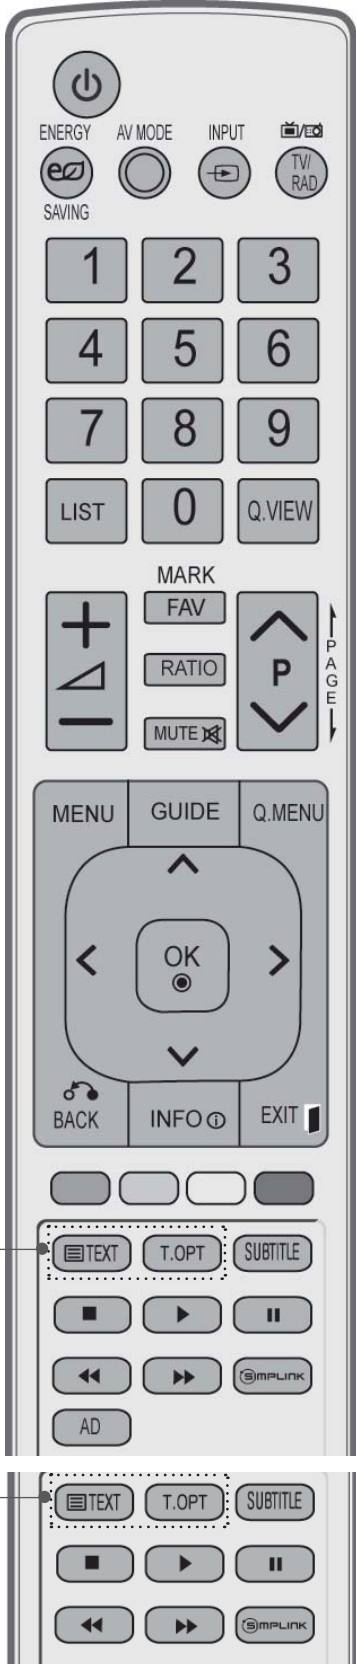 ENERGY AV MODE INPUT
TV/
RAD
SAVING
1 2 3
4 5 6
7 8 9
LIST 0 Q.VIEW
MARK
FAV
RATIO
P
PAGE
MUTE
MENU GUIDE Q.MENU
OK
BACK INFO EXIT
TEXT T.OPT SUBTITLE
SIMPLINK
AD
TEXT T.OPT SUBTITLE
SIMPLINK